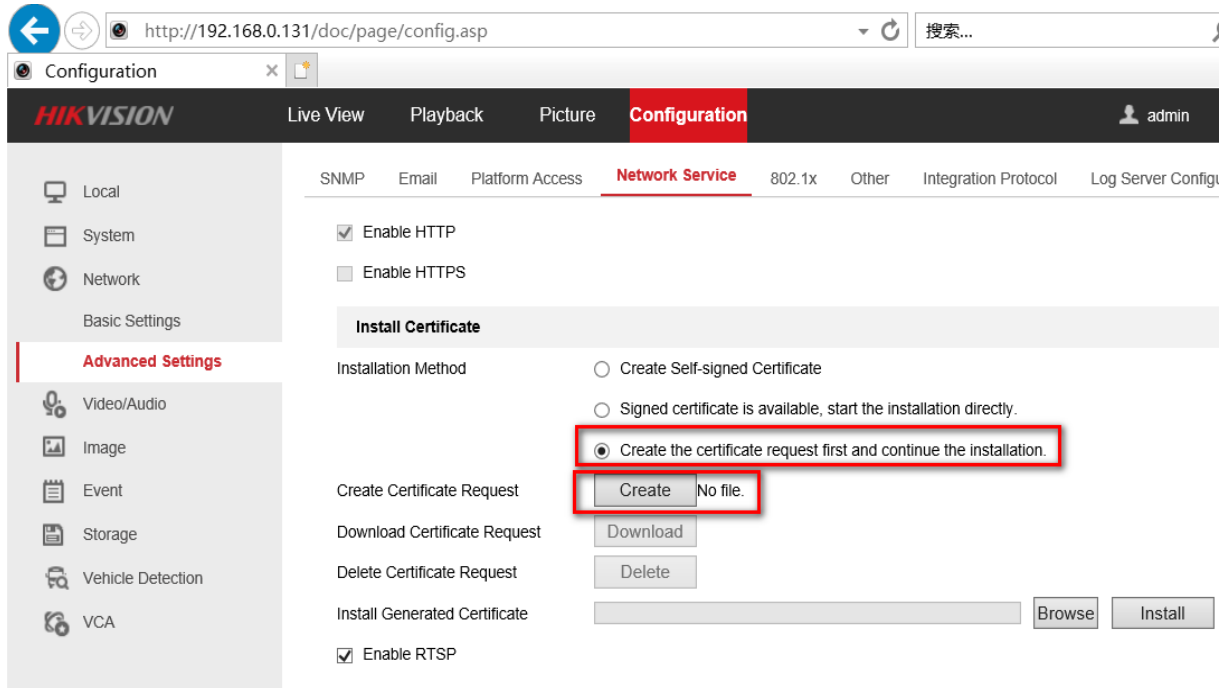 http://192.168.0.131/doc/page/config.asp
搜索...
Configuration
HIKVISION
Live View Playback Picture Configuration admin
SNMP Email Platform Access Network Service 802.1x Other Integration Protocol Log Server Configu
Local
Enable HTTP
System
Enable HTTPS
Network
Basic Settings
Install Certificate
Advanced Settings
Installation Method Create Self-signed Certificate
Video/Audio
Signed certificate is available, start the installation directly.
Image
Create the certificate request first and continue the installation.
Event
Create Certificate Request Create No file.
Storage
Download Certificate Request Download
Vehicle Detection
Delete Certificate Request Delete
VCA
Install Generated Certificate Browse Install
Enable RTSP